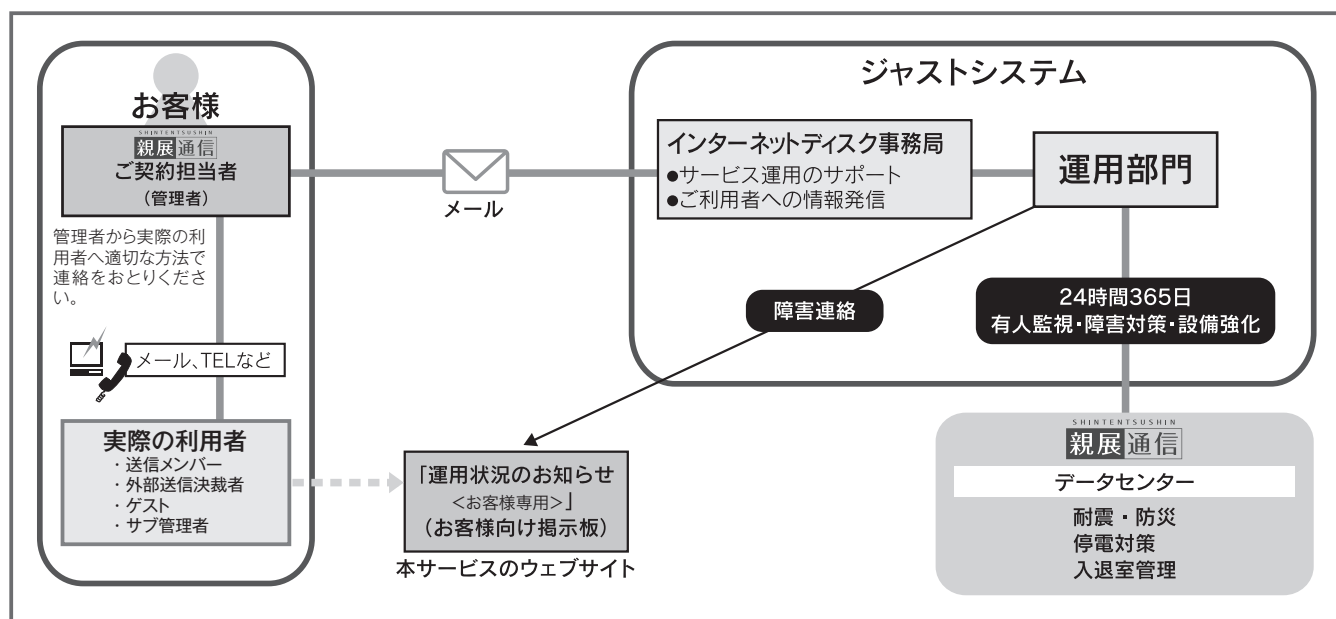 お客様
SHINTENTSUSHIN
親展通信
ご契約担当者
(管理者)
管理者から実際の利
用者へ適切な方法で
連絡をおとりくださ
い。
メール、TELなど
実際の利用者
・送信メンバー
・外部送信決裁者
・ゲスト
・サブ管理者
メール
ジャストシステム
インターネットディスク事務局
●サービス運用のサポート
●ご利用者への情報発信
運用部門
障害連絡
24時間365日
有人監視・障害対策・設備強化
「運用状況のお知らせ
<お客様専用>」
(お客様向け掲示板)
本サービスのウェブサイト
SHINTENTSUSHIN
親展通信
データセンター
耐震・防災
停電対策
入退室管理